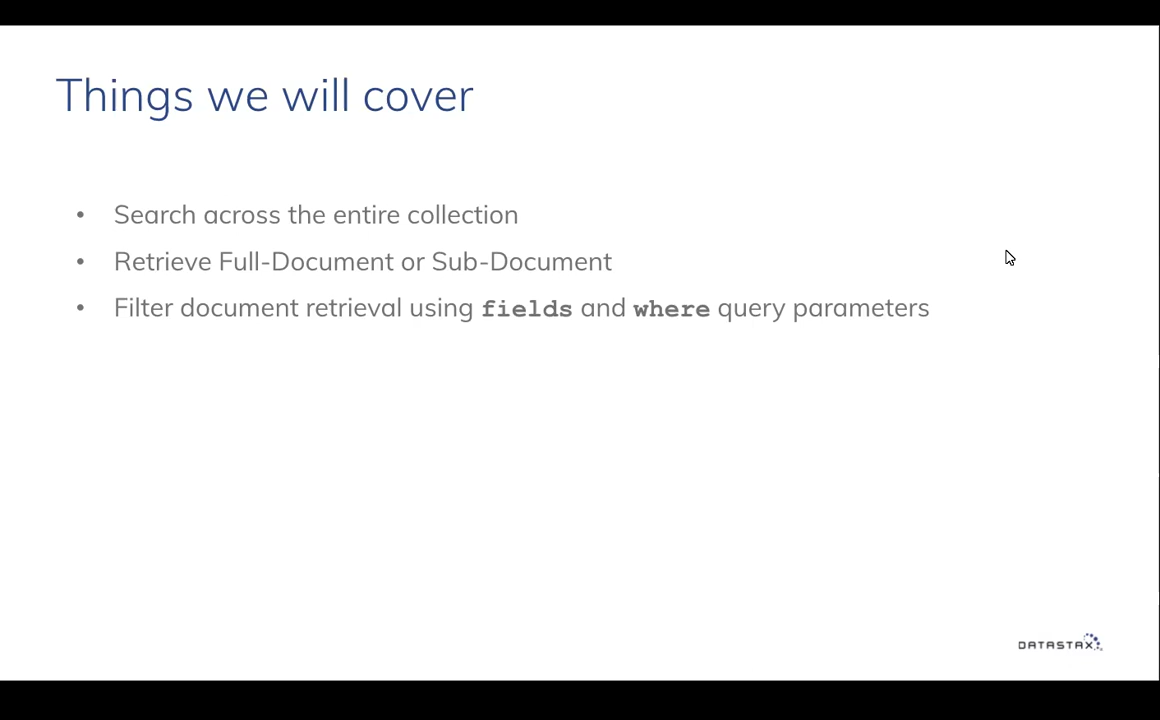 Things we will cover
• Search across the entire collection
• Retrieve Full-Document or Sub-Document
• Filter document retrieval using fields and where query parameters
DATASTAX